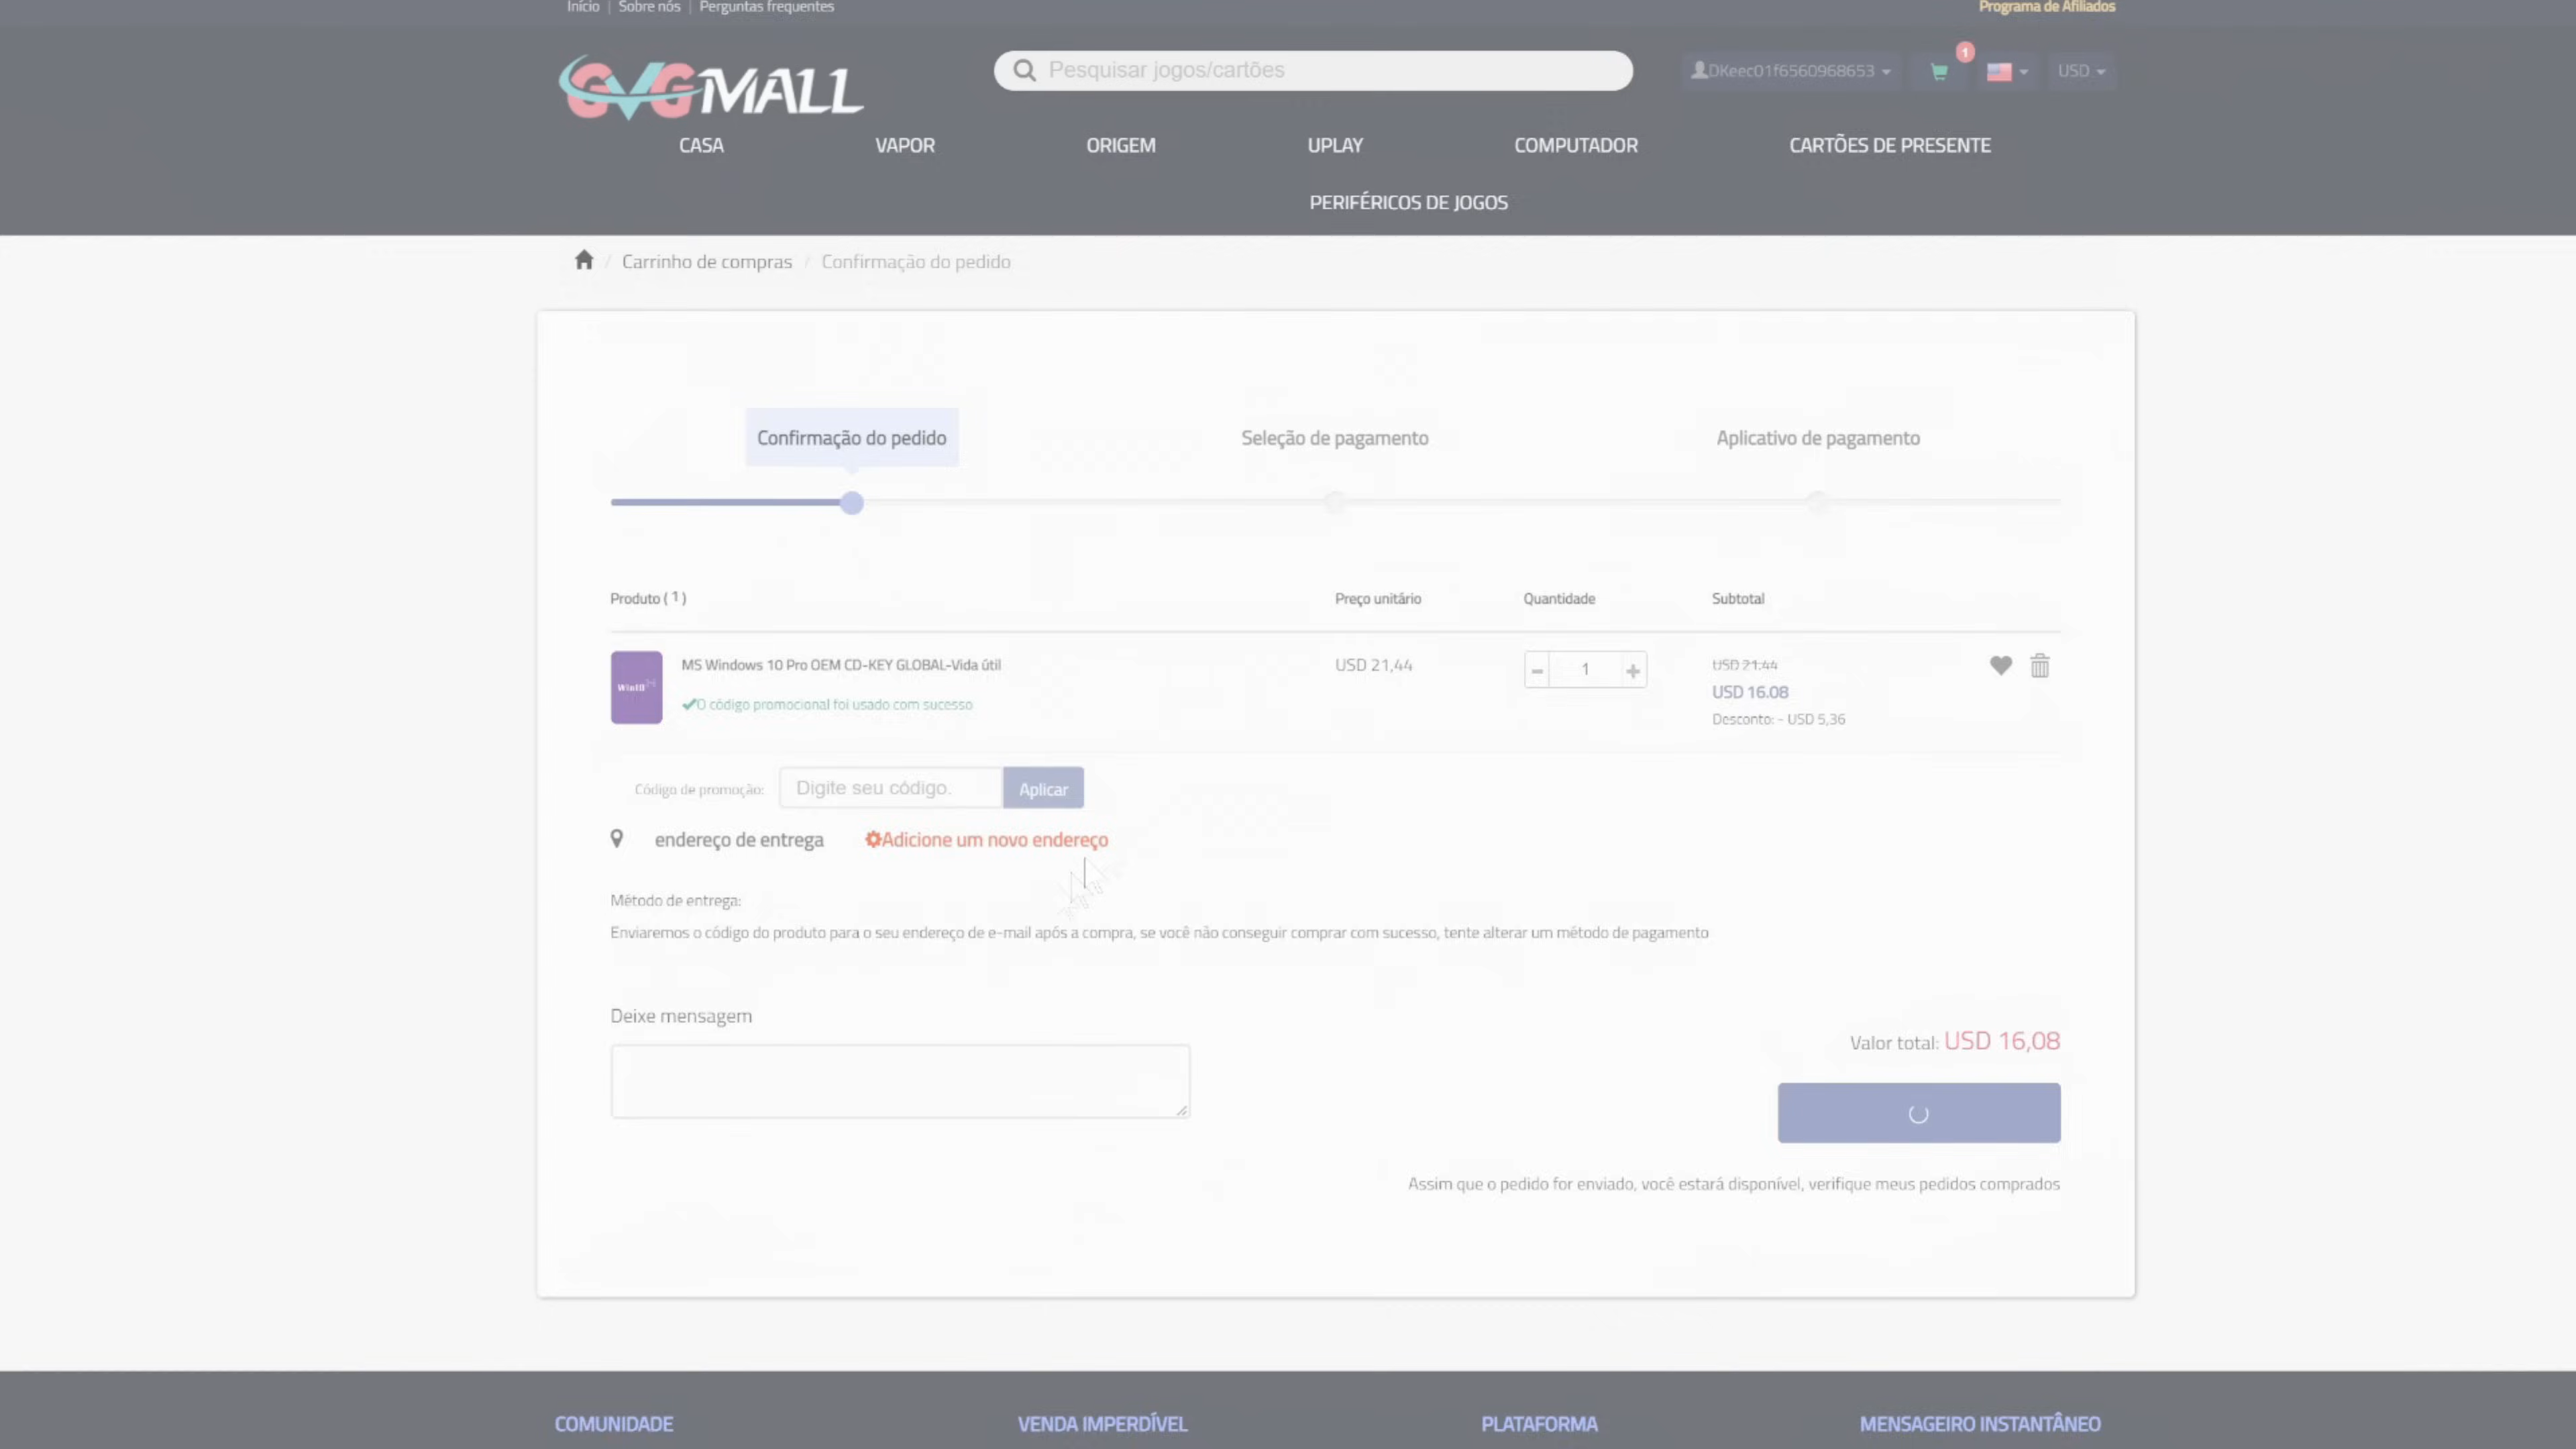 Início | Sobre nós | Perguntas frequentes
Programa de Afiliados
GVGMALL
Pesquisar jogos/cartões
DKeec01f6560968653
1
USD
CASA
VAPOR
ORIGEM
UPLAY
COMPUTADOR
CARTÕES DE PRESENTE
PERIFÉRICOS DE JOGOS
/ Carrinho de compras / Confirmação do pedido
Confirmação do pedido
Seleção de pagamento
Aplicativo de pagamento
Produto ( 1 )
Preço unitário
Quantidade
Subtotal
Win10
MS Windows 10 Pro OEM CD-KEY GLOBAL-Vida útil
USD 21,44
- 1 +
USD 21.44
USD 16.08
O código promocional foi usado com sucesso
Desconto: - USD 5,36
Código de promoção:
Digite seu código.
Aplicar
endereço de entrega
Adicione um novo endereço
Método de entrega:
Enviaremos o código do produto para o seu endereço de e-mail após a compra, se você não conseguir comprar com sucesso, tente alterar um método de pagamento
Deixe mensagem
Valor total: USD 16,08
Assim que o pedido for enviado, você estará disponível, verifique meus pedidos comprados
COMUNIDADE
VENDA IMPERDÍVEL
PLATAFORMA
MENSAGEIRO INSTANTÂNEO